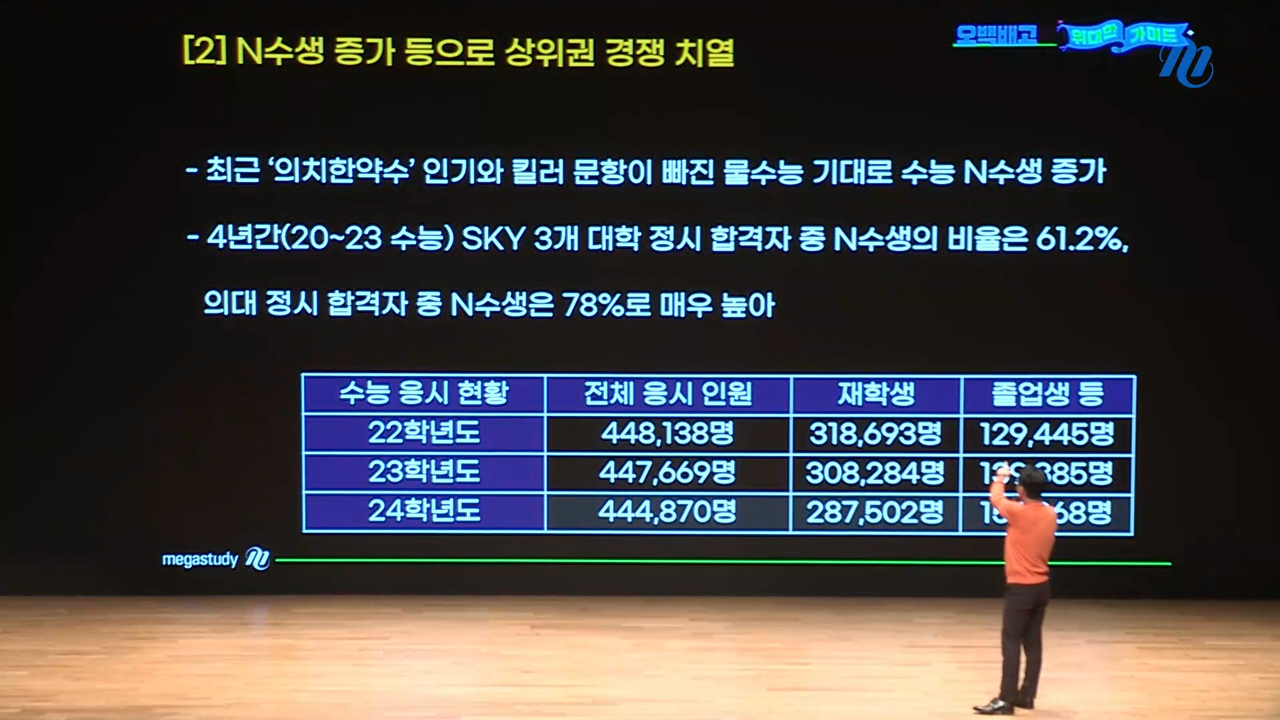 [2] N수생 증가 등으로 상위권 경쟁 치열
오백배고 위대한 가이드
- 최근 ‘의치한약수’ 인기와 킬러 문항이 빠진 물수능 기대로 수능 N수생 증가
- 4년간(20~23 수능) SKY 3개 대학 정시 합격자 중 N수생의 비율은 61.2%,
의대 정시 합격자 중 N수생은 78%로 매우 높아
수능 응시 현황 전체 응시 인원 재학생 졸업생 등
22학년도 448,138명 318,693명 129,445명
23학년도 447,669명 308,284명
24학년도 444,870명 287,502명
megastudy